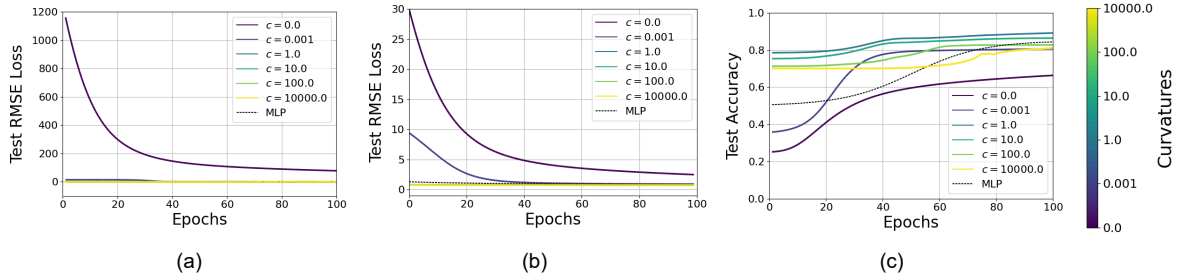 Test RMSE Loss
1200
1000
800
600
400
200
0
0 20 40 60 80 100
Epochs
c = 0.0
c = 0.001
c = 1.0
c = 10.0
c = 100.0
c = 10000.0
MLP
(a)
Test RMSE Loss
30
25
20
15
10
5
0
0 20 40 60 80 100
Epochs
c = 0.0
c = 0.001
c = 1.0
c = 10.0
c = 100.0
c = 10000.0
MLP
(b)
Test Accuracy
1.0
0.8
0.6
0.4
0.2
0.0
0 20 40 60 80 100
Epochs
c = 0.0
c = 0.001
c = 1.0
c = 10.0
c = 100.0
c = 10000.0
MLP
(c)
10000.0
100.0
10.0
1.0
0.001
0.0
Curvatures